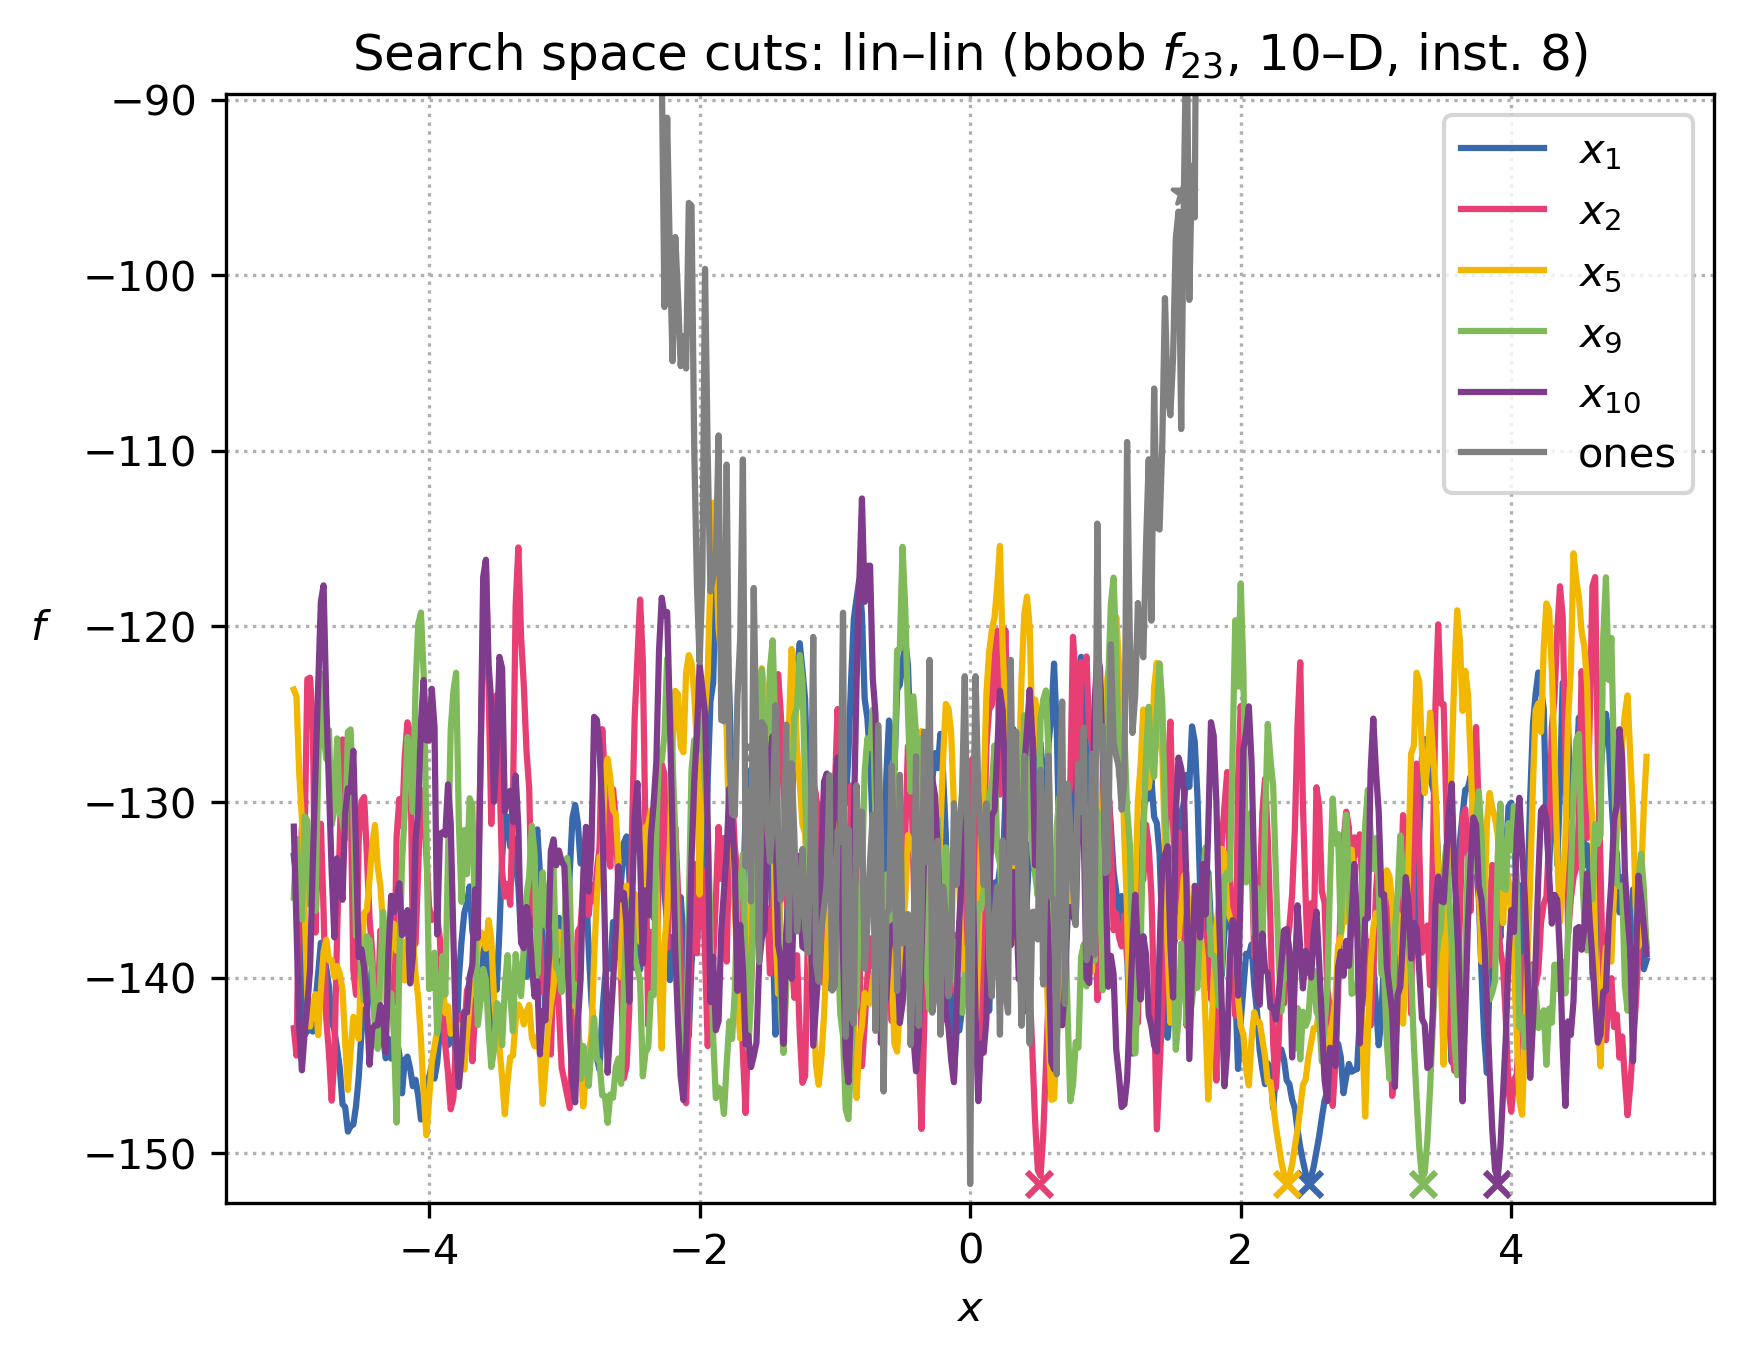 Search space cuts: lin–lin (bbob f₂₃, 10–D, inst. 8)
−90
−100
−110
f
−120
−130
−140
−150
x₁
x₂
x₅
x₉
x₁₀
ones
−4
−2
0
2
4
x